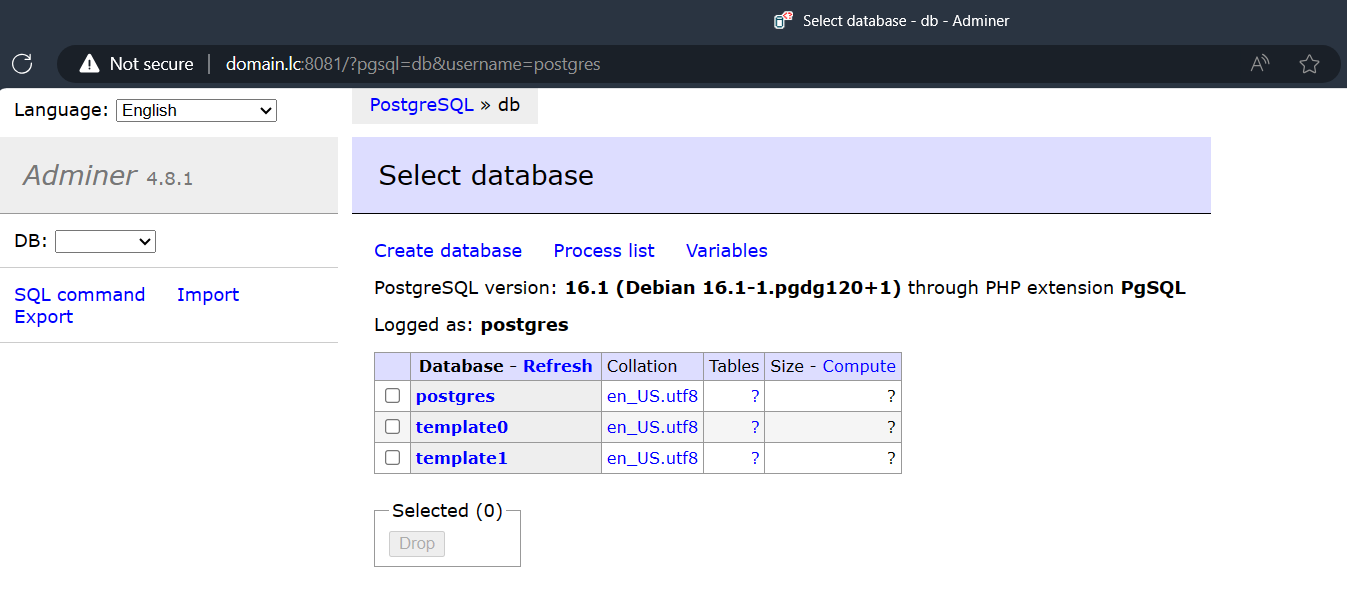 Select database - db - Adminer
Not secure | domain.lc:8081/?pgsql=db&username=postgres
Language: English
PostgreSQL » db
Adminer 4.8.1
Select database
DB:
SQL command Import
Export
Create database Process list Variables
PostgreSQL version: 16.1 (Debian 16.1-1.pgdg120+1) through PHP extension PgSQL
Logged as: postgres
Database - Refresh Collation Tables Size - Compute
postgres en_US.utf8 ? ?
template0 en_US.utf8 ? ?
template1 en_US.utf8 ? ?
Selected (0)
Drop